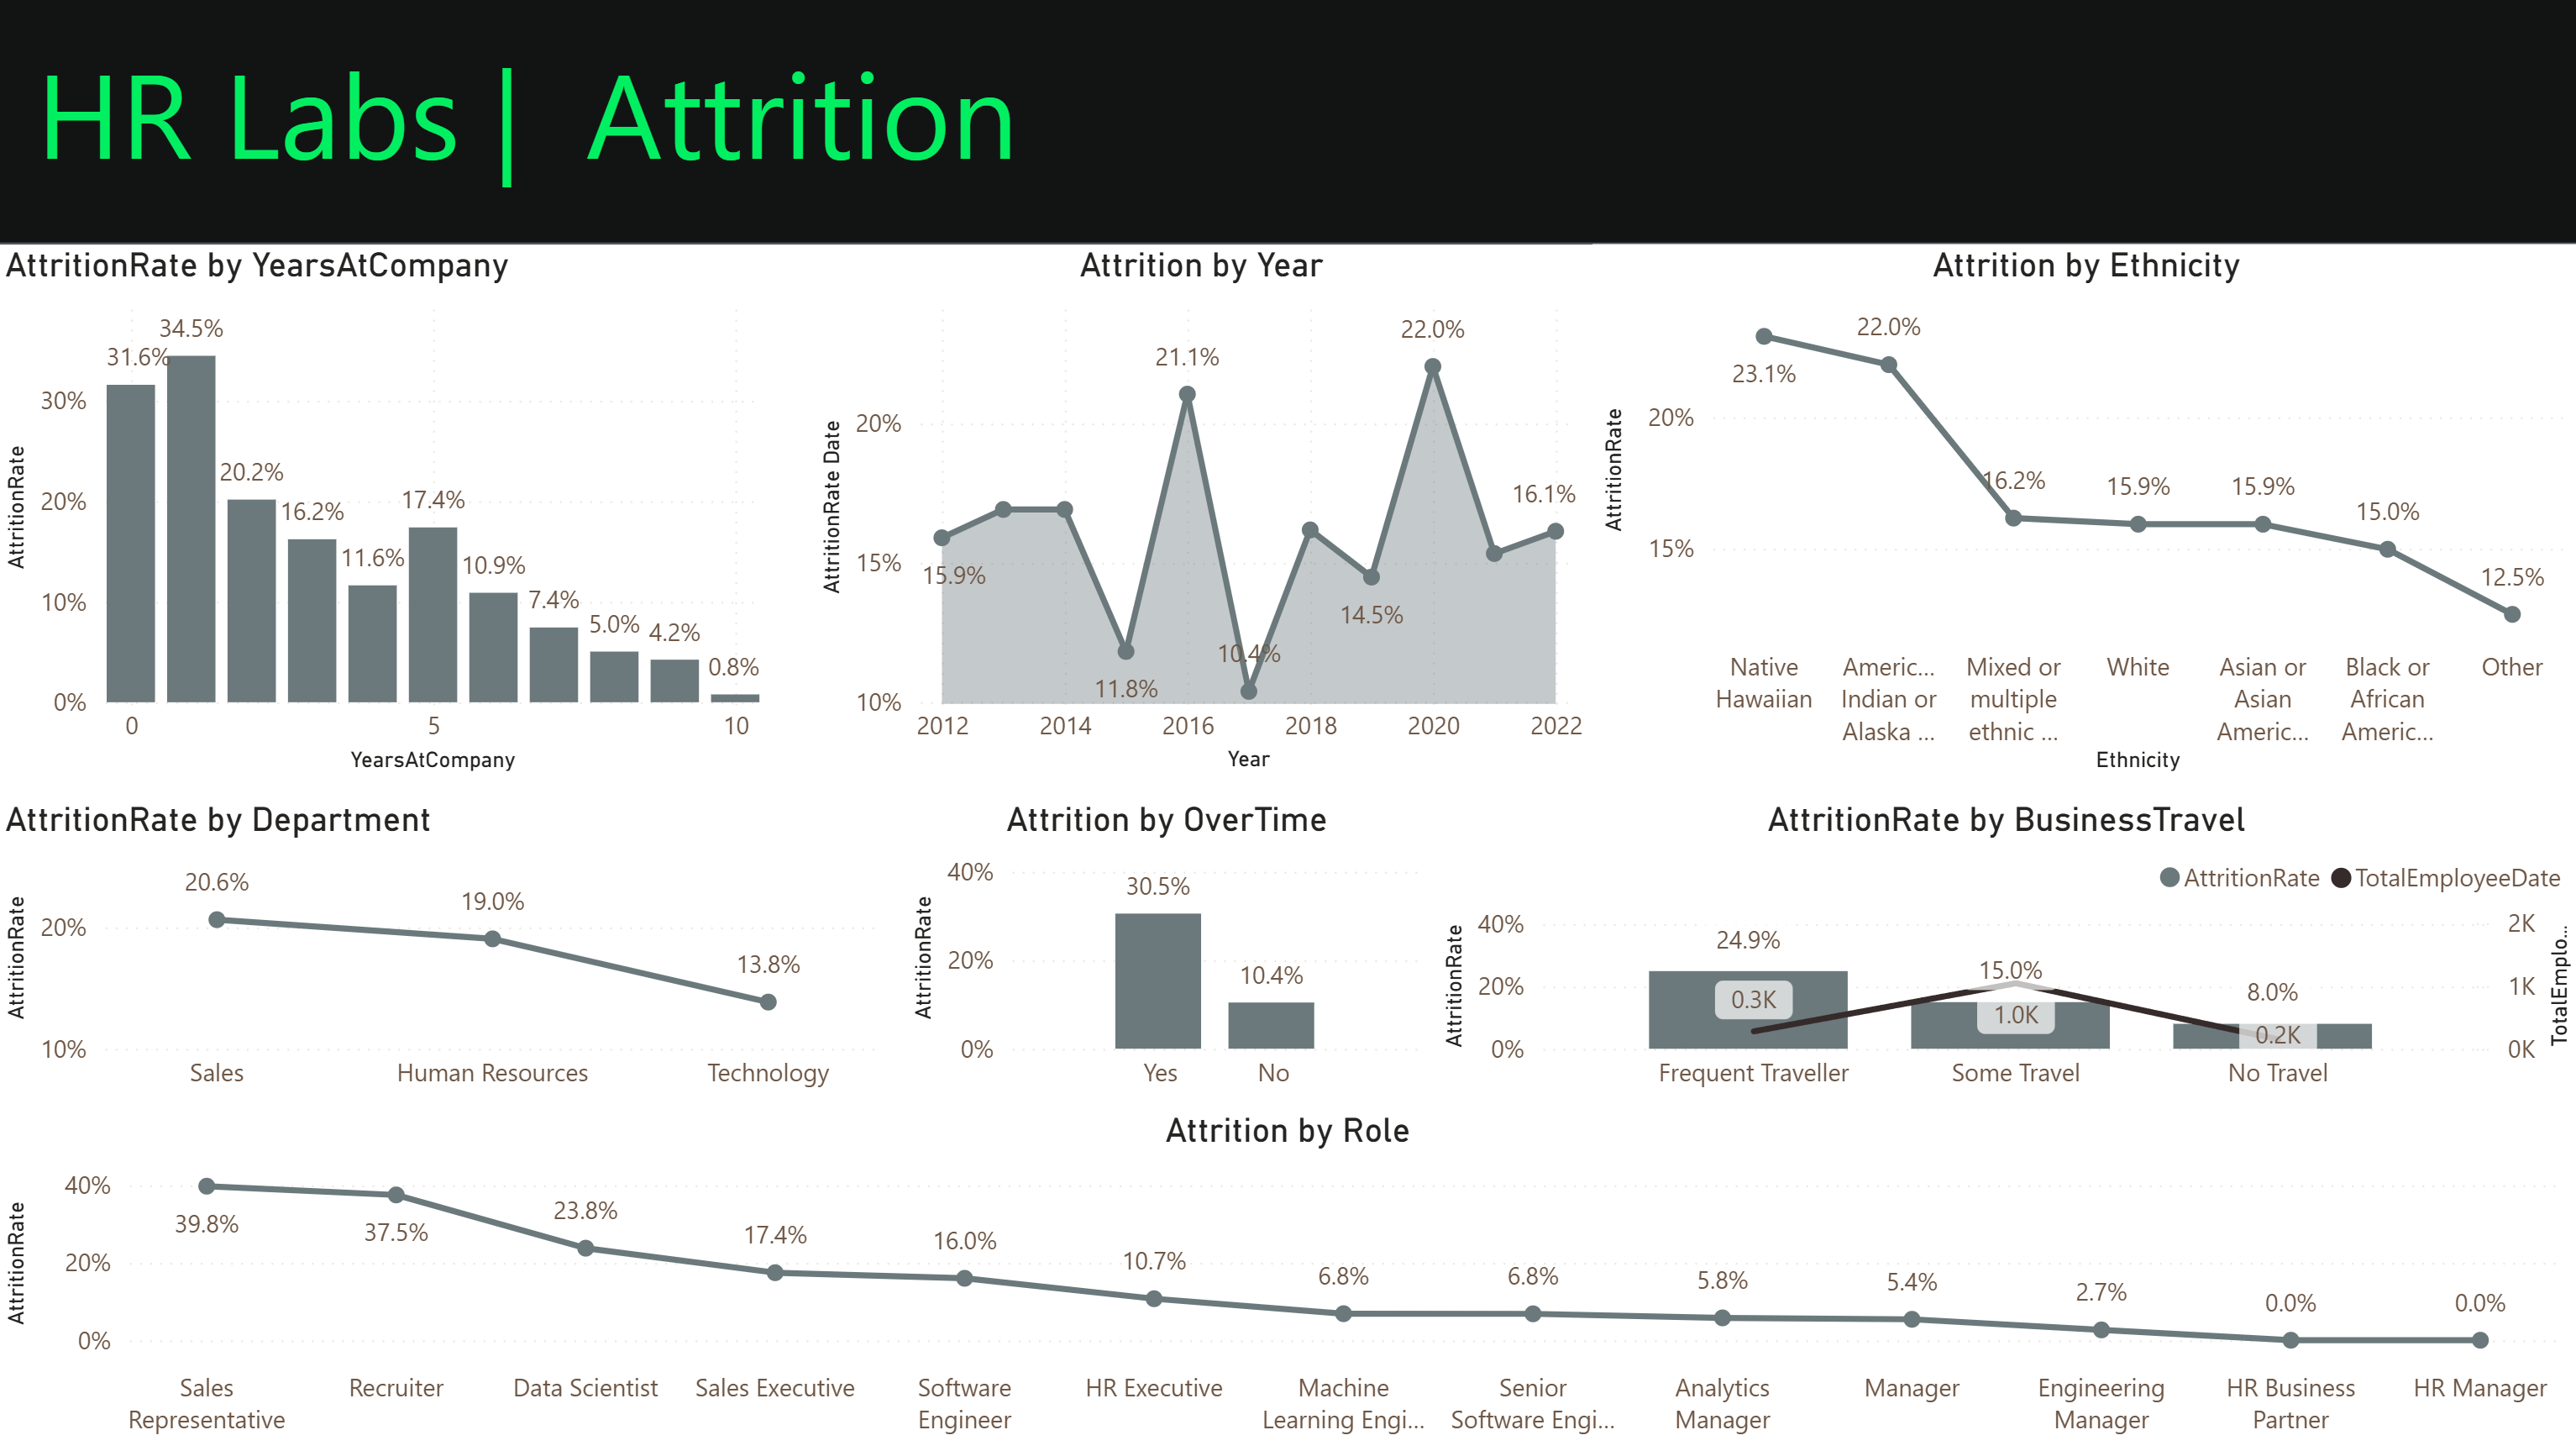 HR Labs | Attrition
AttritionRate by YearsAtCompany
AttritionRate
30%
20%
10%
0%
31.6%
34.5%
20.2%
16.2%
11.6%
17.4%
10.9%
7.4%
5.0%
4.2%
0.8%
0
5
10
YearsAtCompany
Attrition by Year
AttritionRate Date
20%
15%
10%
15.9%
11.8%
21.1%
10.4%
14.5%
22.0%
16.1%
2012
2014
2016
2018
2020
2022
Year
Attrition by Ethnicity
AttritionRate
20%
15%
23.1%
22.0%
16.2%
15.9%
15.9%
15.0%
12.5%
Native
Hawaiian
Americ...
Indian or
Alaska ...
Mixed or
multiple
ethnic ...
White
Asian or
Asian
Americ...
Black or
African
Americ...
Other
Ethnicity
AttritionRate by Department
AttritionRate
20%
10%
20.6%
19.0%
13.8%
Sales
Human Resources
Technology
Attrition by OverTime
AttritionRate
40%
20%
0%
30.5%
10.4%
Yes
No
AttritionRate by BusinessTravel
AttritionRate
TotalEmployeeDate
AttritionRate
40%
20%
0%
24.9%
15.0%
8.0%
0.3K
1.0K
0.2K
2K
1K
0K
TotalEmplo...
Frequent Traveller
Some Travel
No Travel
Attrition by Role
AttritionRate
40%
20%
0%
39.8%
37.5%
23.8%
17.4%
16.0%
10.7%
6.8%
6.8%
5.8%
5.4%
2.7%
0.0%
0.0%
Sales
Representative
Recruiter
Data Scientist
Sales Executive
Software
Engineer
HR Executive
Machine
Learning Engi...
Senior
Software Engi...
Analytics
Manager
Manager
Engineering
Manager
HR Business
Partner
HR Manager